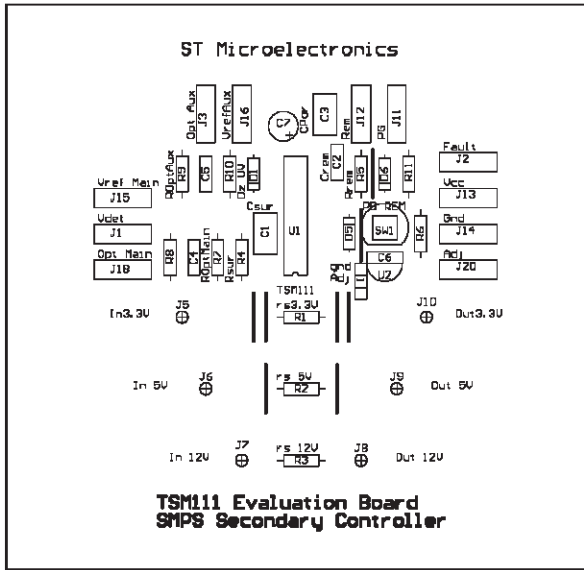 ST Microelectronics
Opt Aux
J3
VrefAux
J16
C7
+
CPor
C3
Rem
J12
PG
J11
Fault
J2
ROptAux
R9
C5
R10
Dz UV
D1
Crem
C2
Rrem
R5
D6
R11
Vref Main
J15
Vcc
J13
Csur
C1
U1
PB REM
SW1
D5
R6
Vdet
J1
Gnd
J14
Opt Main
J18
R8
C4
ROptMain
R7
Rsur
R4
C6
U2
Adj
J20
TSM111
In3.3V
J5
rs3.3V
R1
J10
Out3.3V
In 5V
J6
rs 5V
R2
J9
Out 5V
In 12V
J7
rs 12V
R3
J8
Out 12V
TSM111 Evaluation Board
SMPS Secondary Controller